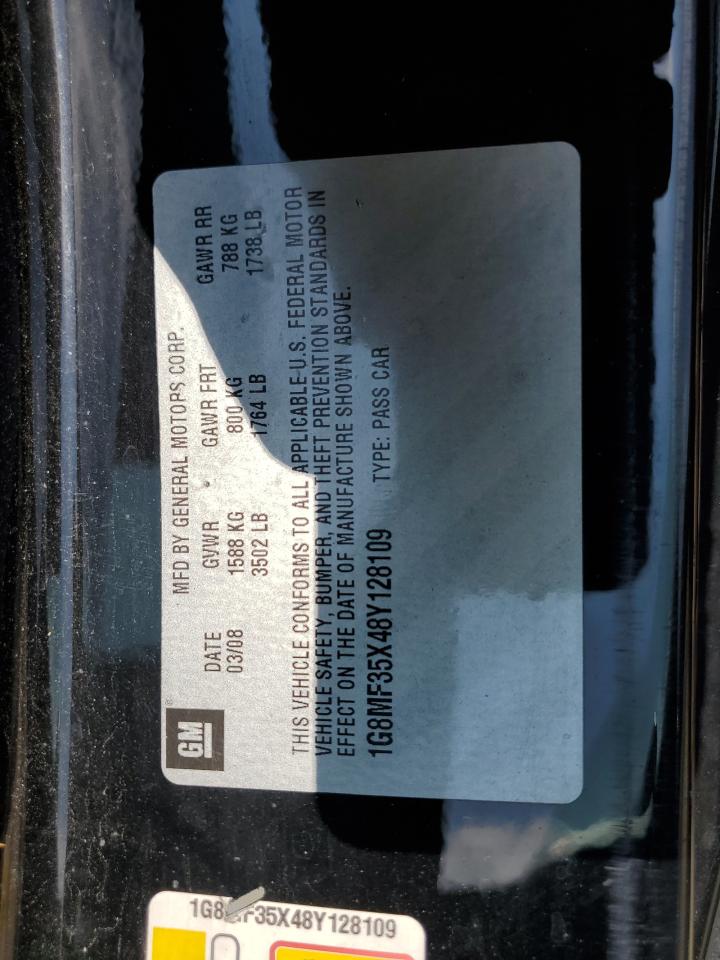 GM
®
MFD BY GENERAL MOTORS CORP.
DATE GVWR GAWR FRT GAWR RR
03/08 1588 KG 800 KG 788 KG
3502 LB 1764 LB 1738 LB
THIS VEHICLE CONFORMS TO ALL APPLICABLE U.S. FEDERAL MOTOR
VEHICLE SAFETY, BUMPER, AND THEFT PREVENTION STANDARDS IN
EFFECT ON THE DATE OF MANUFACTURE SHOWN ABOVE.
1G8MF35X48Y128109 TYPE: PASS CAR
1G8MF35X48Y128109